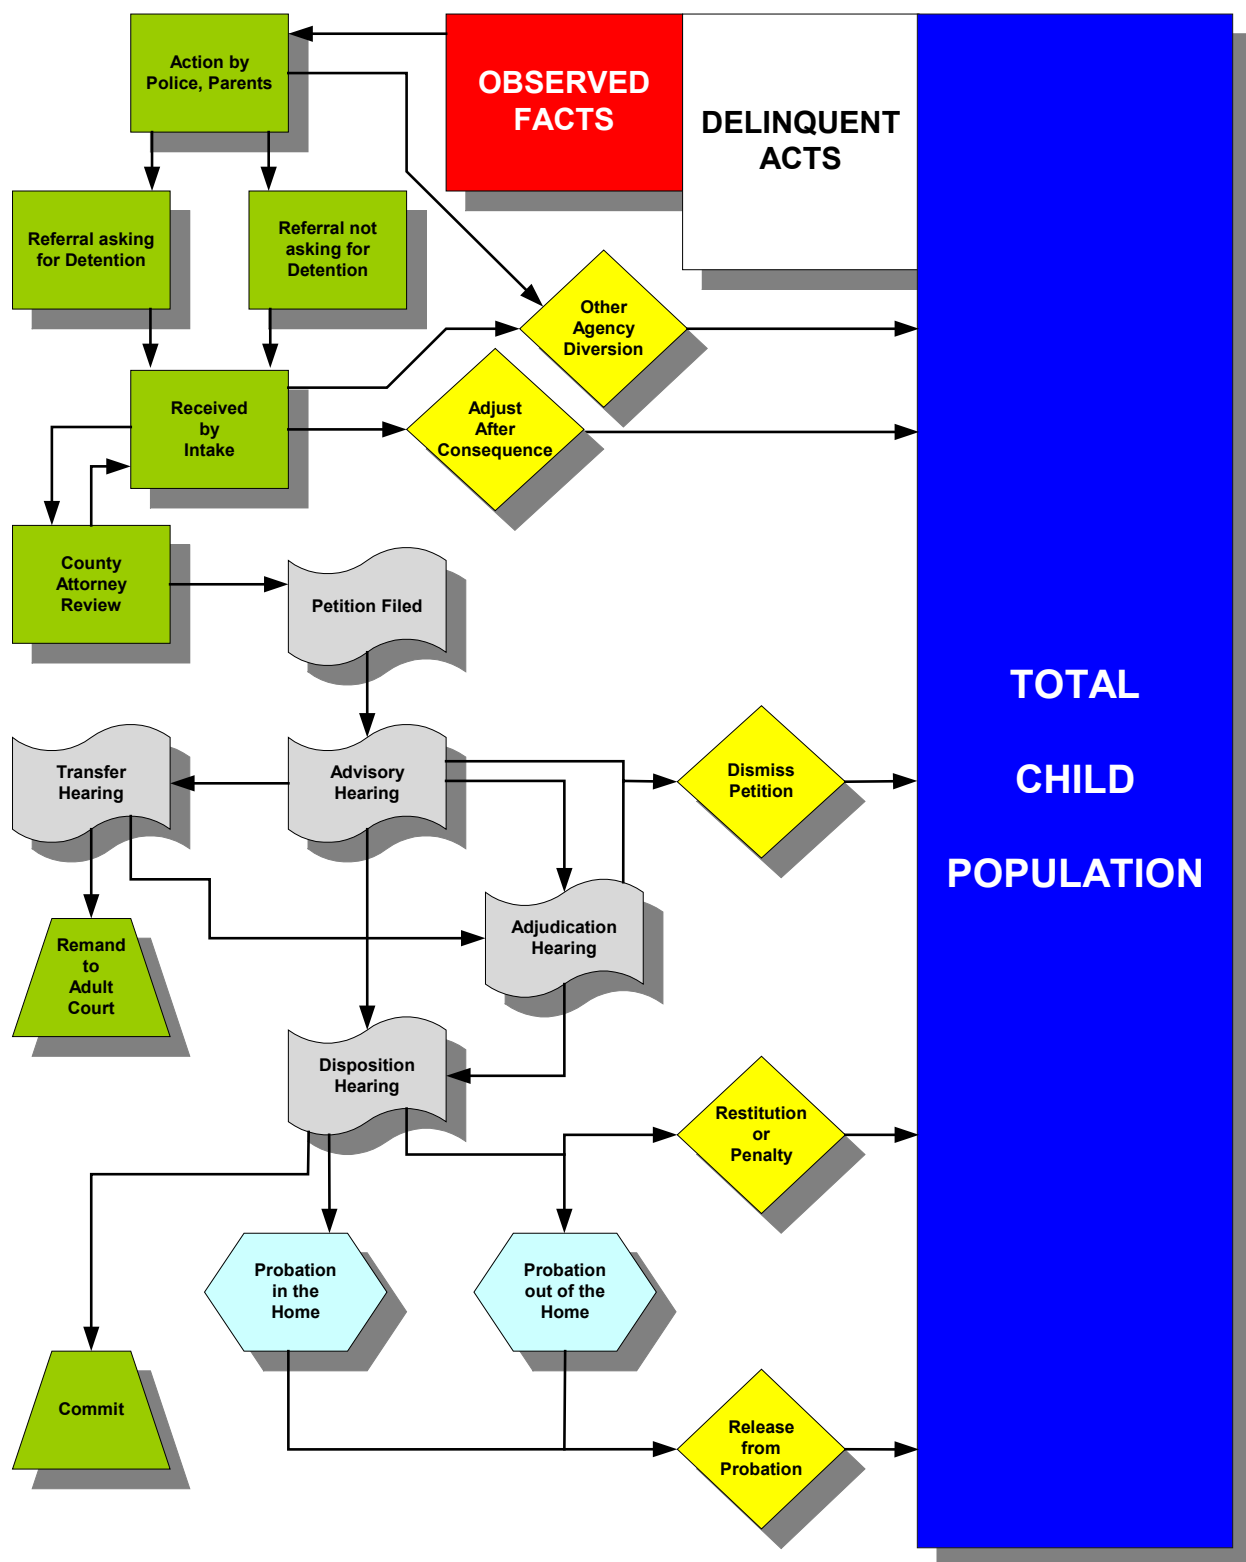 Action by
Police, Parents
OBSERVED
FACTS
DELINQUENT
ACTS
Referral asking
for Detention
Referral not
asking for
Detention
Other
Agency
Diversion
Received
by
Intake
Adjust
After
Consequence
County
Attorney
Review
Petition Filed
TOTAL
CHILD
POPULATION
Transfer
Hearing
Advisory
Hearing
Dismiss
Petition
Adjudication
Hearing
Remand
to
Adult
Court
Disposition
Hearing
Restitution
or
Penalty
Probation
in the
Home
Probation
out of the
Home
Commit
Release
from
Probation